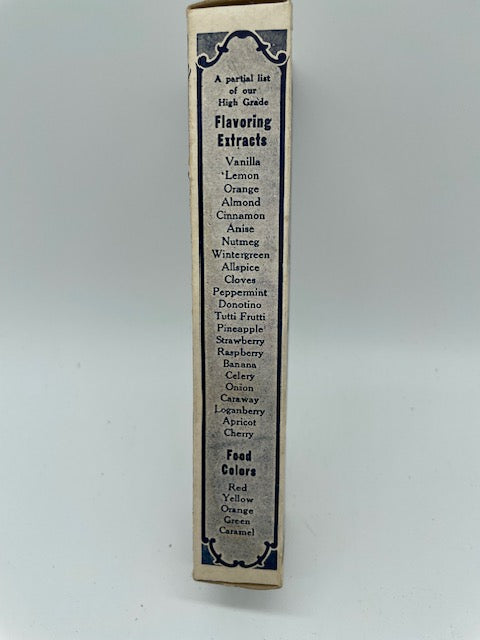 A partial list
of our
High Grade
Flavoring
Extracts
Vanilla
Lemon
Orange
Almond
Cinnamon
Anise
Nutmeg
Wintergreen
Allspice
Cloves
Peppermint
Donotino
Tutti Frutti
Pineapple
Strawberry
Raspberry
Banana
Celery
Onion
Caraway
Loganberry
Apricot
Cherry
Food
Colors
Red
Yellow
Orange
Green
Caramel